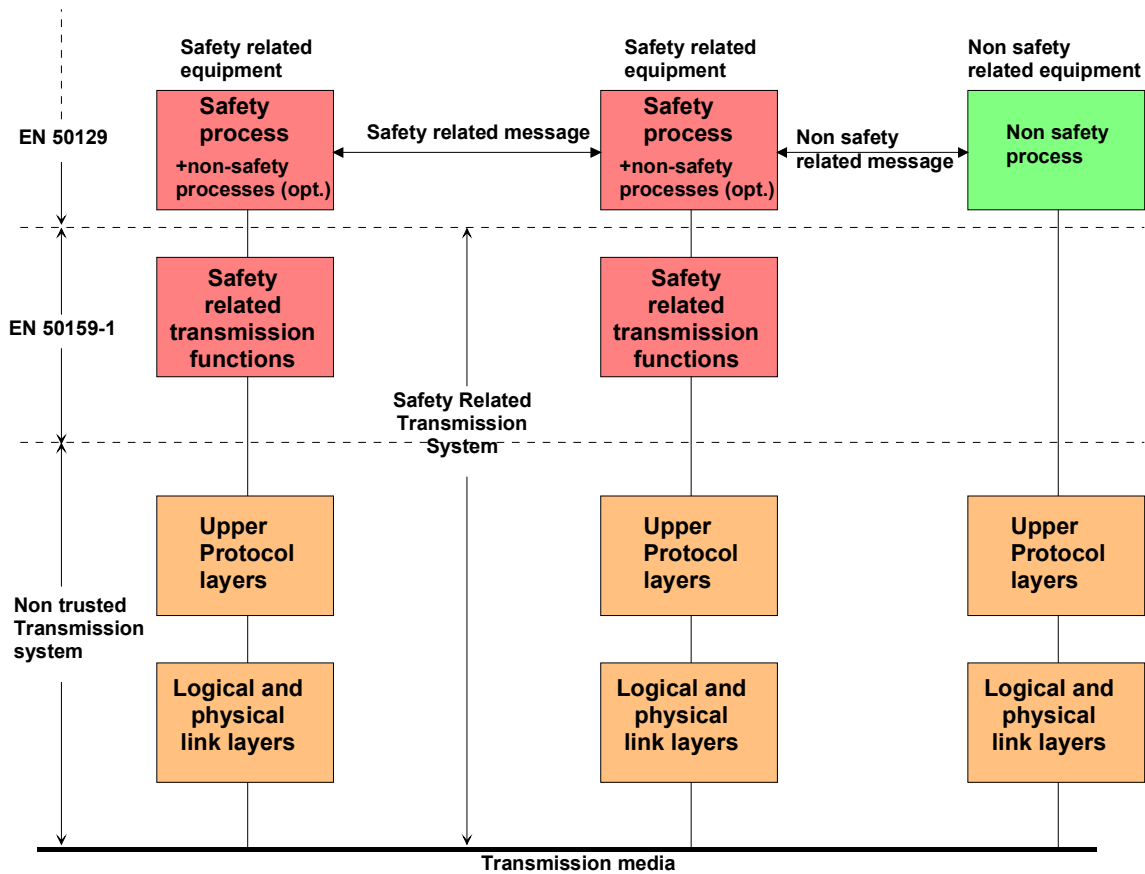 Safety related
equipment
Safety related
equipment
Non safety
related equipment
EN 50129
Safety
process
+non-safety
processes (opt.)
Safety related message
Safety
process
+non-safety
processes (opt.)
Non safety
related message
Non safety
process
EN 50159-1
Safety
related
transmission
functions
Safety
related
transmission
functions
Safety Related
Transmission
System
Non trusted
Transmission
system
Upper
Protocol
layers
Upper
Protocol
layers
Upper
Protocol
layers
Logical and
physical
link layers
Logical and
physical
link layers
Logical and
physical
link layers
Transmission media